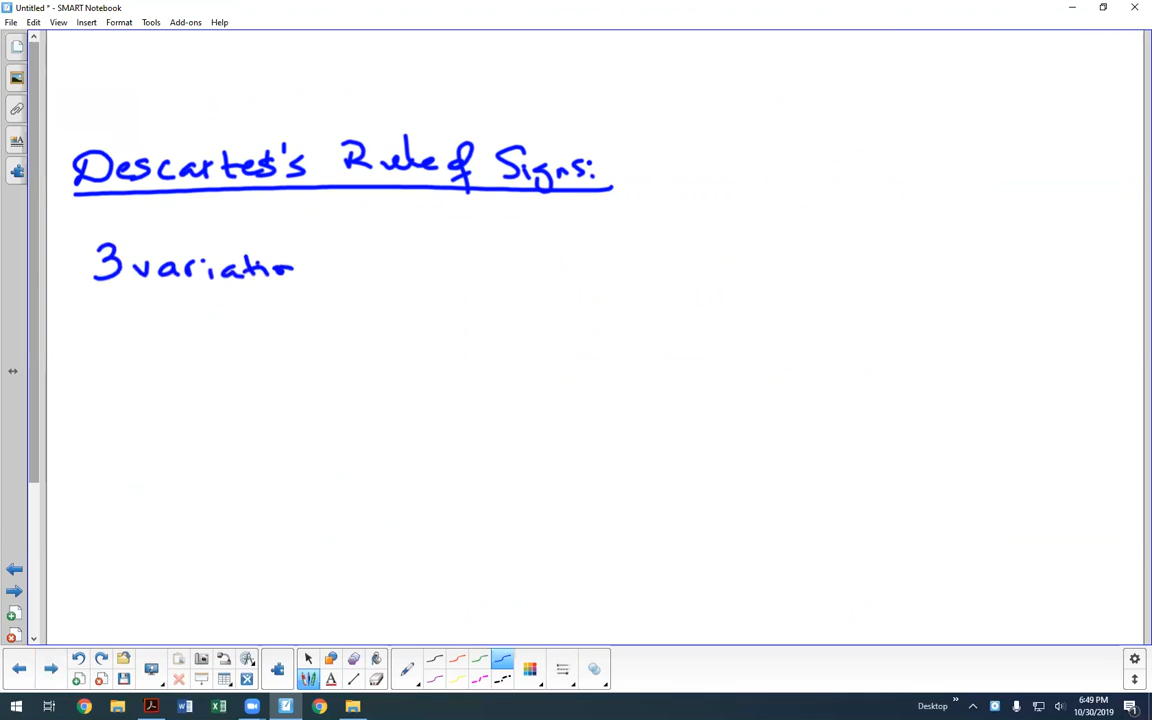 Untitled * - SMART Notebook
File Edit View Insert Format Tools Add-ons Help
Descartes's Rule of Signs:
3 variation
Desktop
6:49 PM
10/30/2019